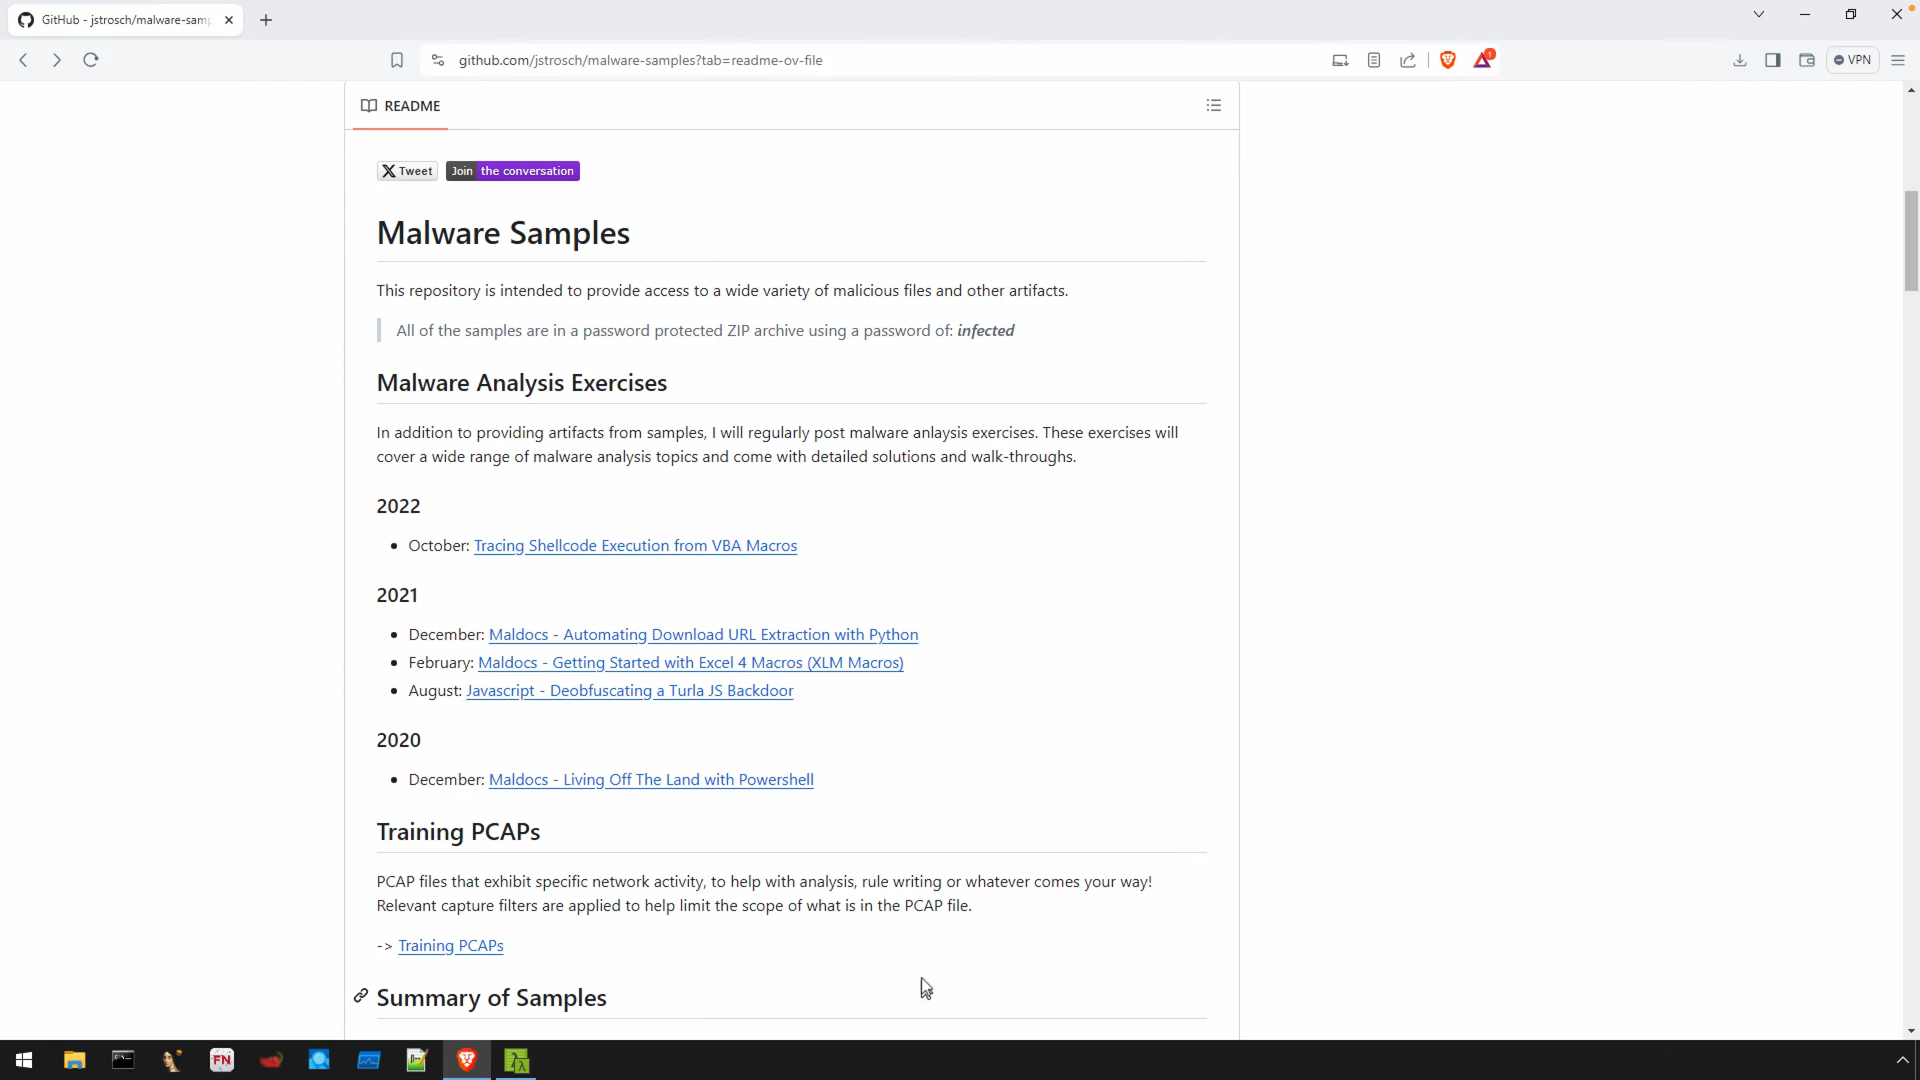 GitHub - jstrosch/malware-samp
github.com/jstrosch/malware-samples?tab=readme-ov-file
1
VPN
README
Tweet
Join the conversation
Malware Samples
This repository is intended to provide access to a wide variety of malicious files and other artifacts.
All of the samples are in a password protected ZIP archive using a password of: infected
Malware Analysis Exercises
In addition to providing artifacts from samples, I will regularly post malware anlaysis exercises. These exercises will
cover a wide range of malware analysis topics and come with detailed solutions and walk-throughs.
2022
October: Tracing Shellcode Execution from VBA Macros
2021
December: Maldocs - Automating Download URL Extraction with Python
February: Maldocs - Getting Started with Excel 4 Macros (XLM Macros)
August: Javascript - Deobfuscating a Turla JS Backdoor
2020
December: Maldocs - Living Off The Land with Powershell
Training PCAPs
PCAP files that exhibit specific network activity, to help with analysis, rule writing or whatever comes your way!
Relevant capture filters are applied to help limit the scope of what is in the PCAP file.
-> Training PCAPs
Summary of Samples
FN